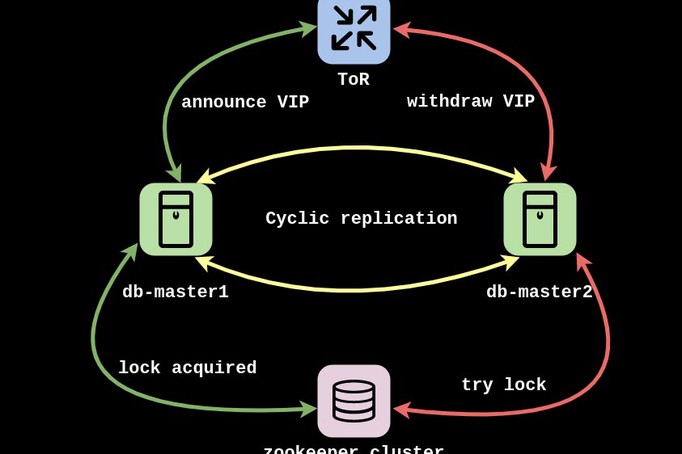 ToR
announce VIP
withdraw VIP
Cyclic replication
db-master1
db-master2
lock acquired
try lock
zookeeper cluster